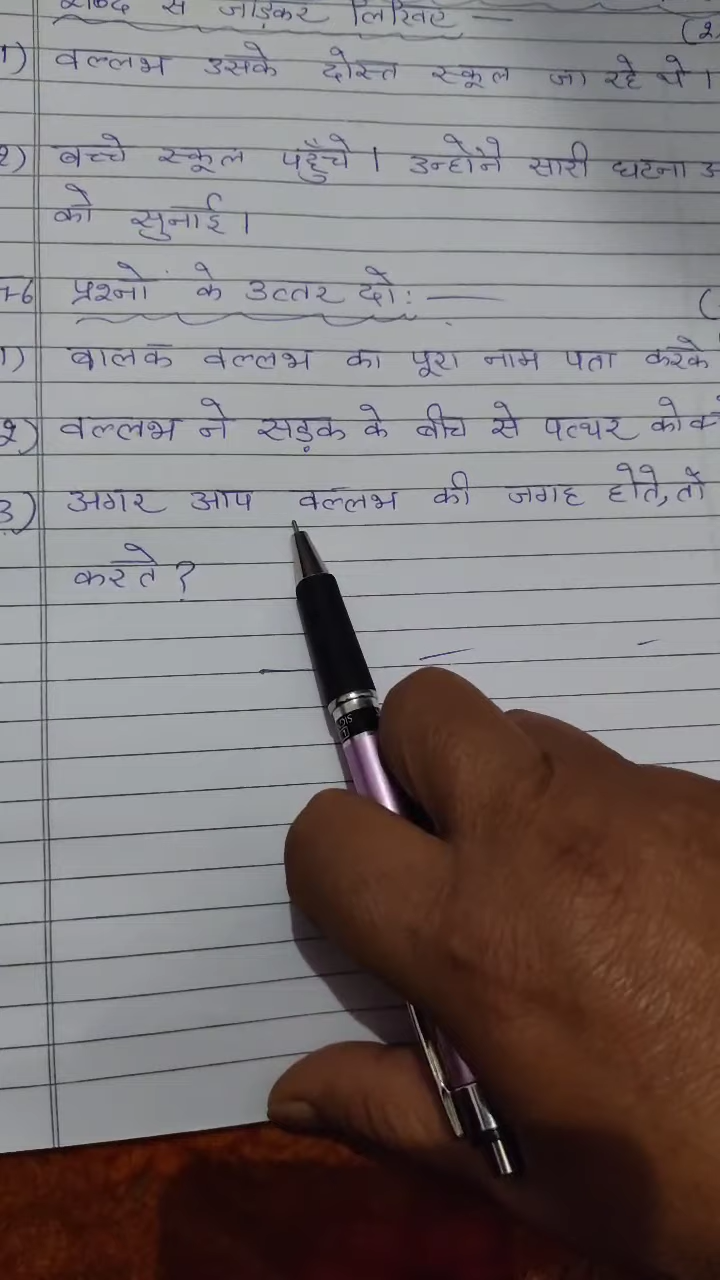 शब्द से जोड़कर लिखिए — (2
1) वल्लभ उसके दोस्त स्कूल जा रहे थे।
2) बच्चे स्कूल पहुँचे। उन्होंने सारी घटना
को सुनाई।
प्रश्नों के उत्तर दो: — (
1) बालक वल्लभ का पूरा नाम पता करके
2) वल्लभ ने सड़क के बीच से पत्थर को
3) अगर आप वल्लभ की जगह होते, तो
करते?